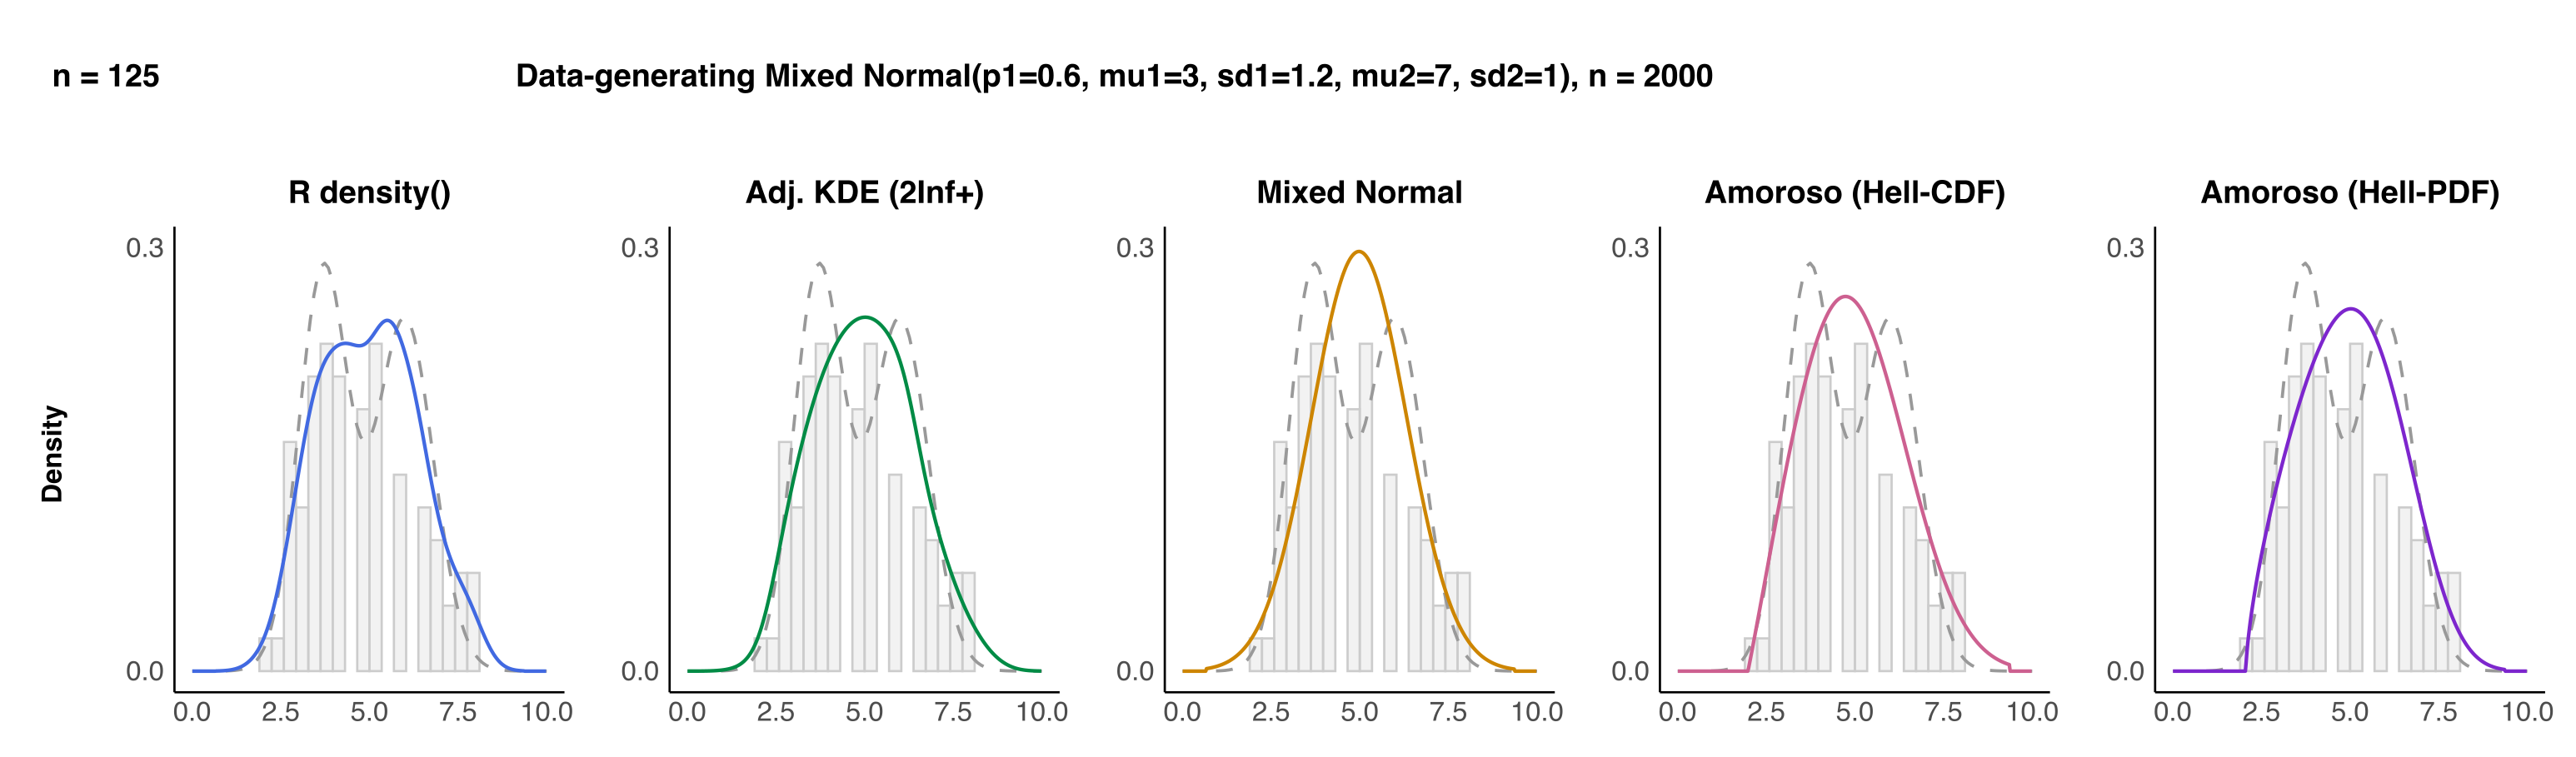 n = 125
Data-generating Mixed Normal(p1=0.6, mu1=3, sd1=1.2, mu2=7, sd2=1), n = 2000
R density()
Adj. KDE (2Inf+)
Mixed Normal
Amoroso (Hell-CDF)
Amoroso (Hell-PDF)
Density
0.3
0.0
0.0 2.5 5.0 7.5 10.0
0.3
0.0
0.0 2.5 5.0 7.5 10.0
0.3
0.0
0.0 2.5 5.0 7.5 10.0
0.3
0.0
0.0 2.5 5.0 7.5 10.0
0.3
0.0
0.0 2.5 5.0 7.5 10.0